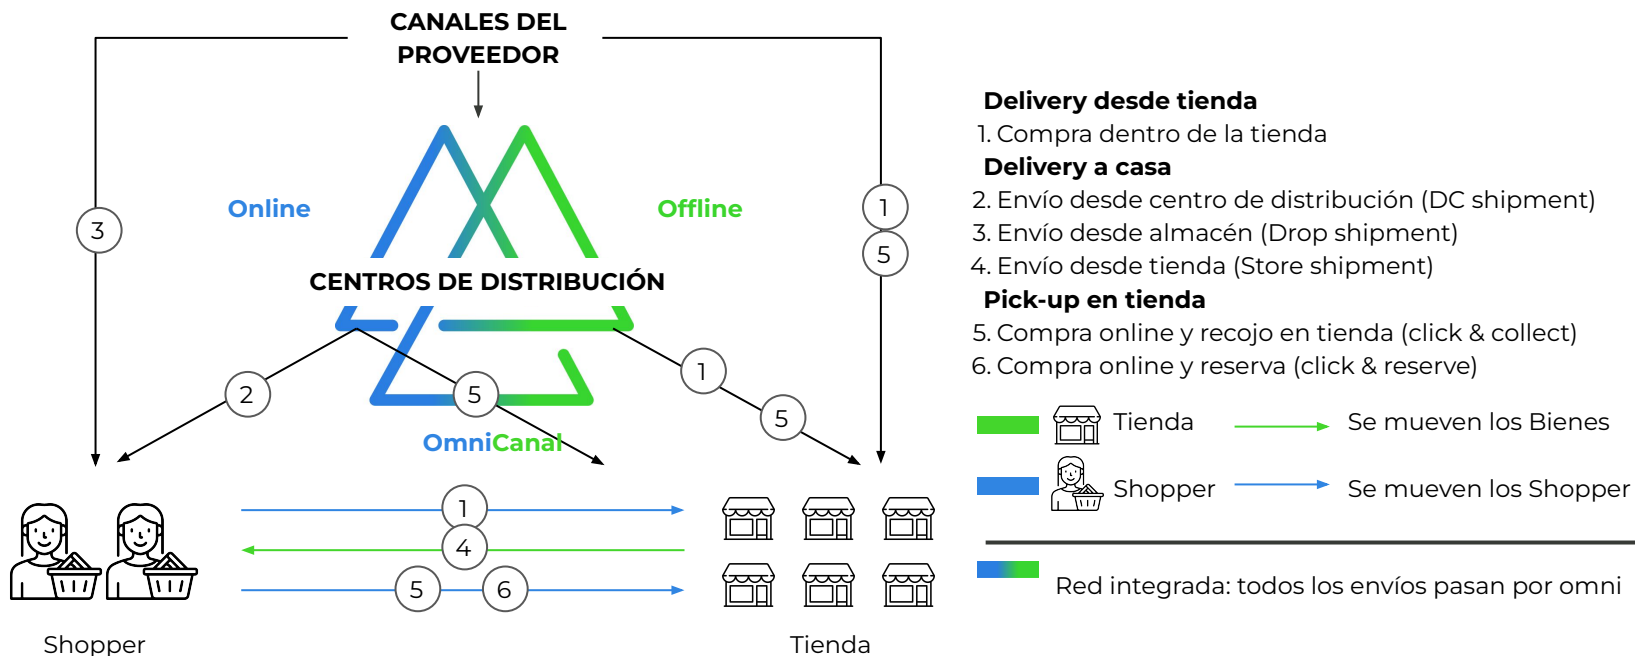 CANALES DEL
PROVEEDOR
Online
Offline
3
1
5
CENTROS DE DISTRIBUCIÓN
2
5
1
5
OmniCanal
1
4
5
6
Shopper
Tienda
Delivery desde tienda
1. Compra dentro de la tienda
Delivery a casa
2. Envío desde centro de distribución (DC shipment)
3. Envío desde almacén (Drop shipment)
4. Envío desde tienda (Store shipment)
Pick-up en tienda
5. Compra online y recojo en tienda (click & collect)
6. Compra online y reserva (click & reserve)
Tienda
Se mueven los Bienes
Shopper
Se mueven los Shopper
Red integrada: todos los envíos pasan por omni